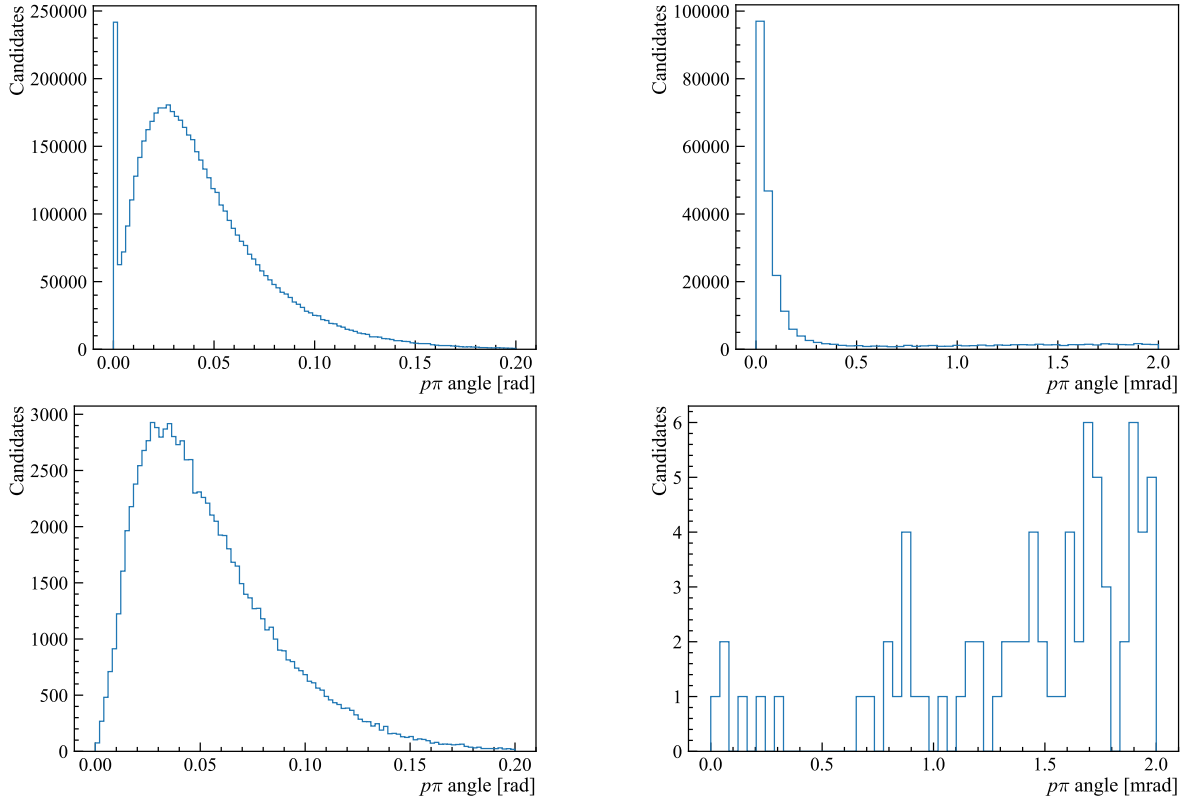 Candidates
250000
200000
150000
100000
50000
0
0.00 0.05 0.10 0.15 0.20
pπ angle [rad]
Candidates
100000
80000
60000
40000
20000
0
0.0 0.5 1.0 1.5 2.0
pπ angle [mrad]
Candidates
3000
2500
2000
1500
1000
500
0
0.00 0.05 0.10 0.15 0.20
pπ angle [rad]
Candidates
6
5
4
3
2
1
0
0.0 0.5 1.0 1.5 2.0
pπ angle [mrad]